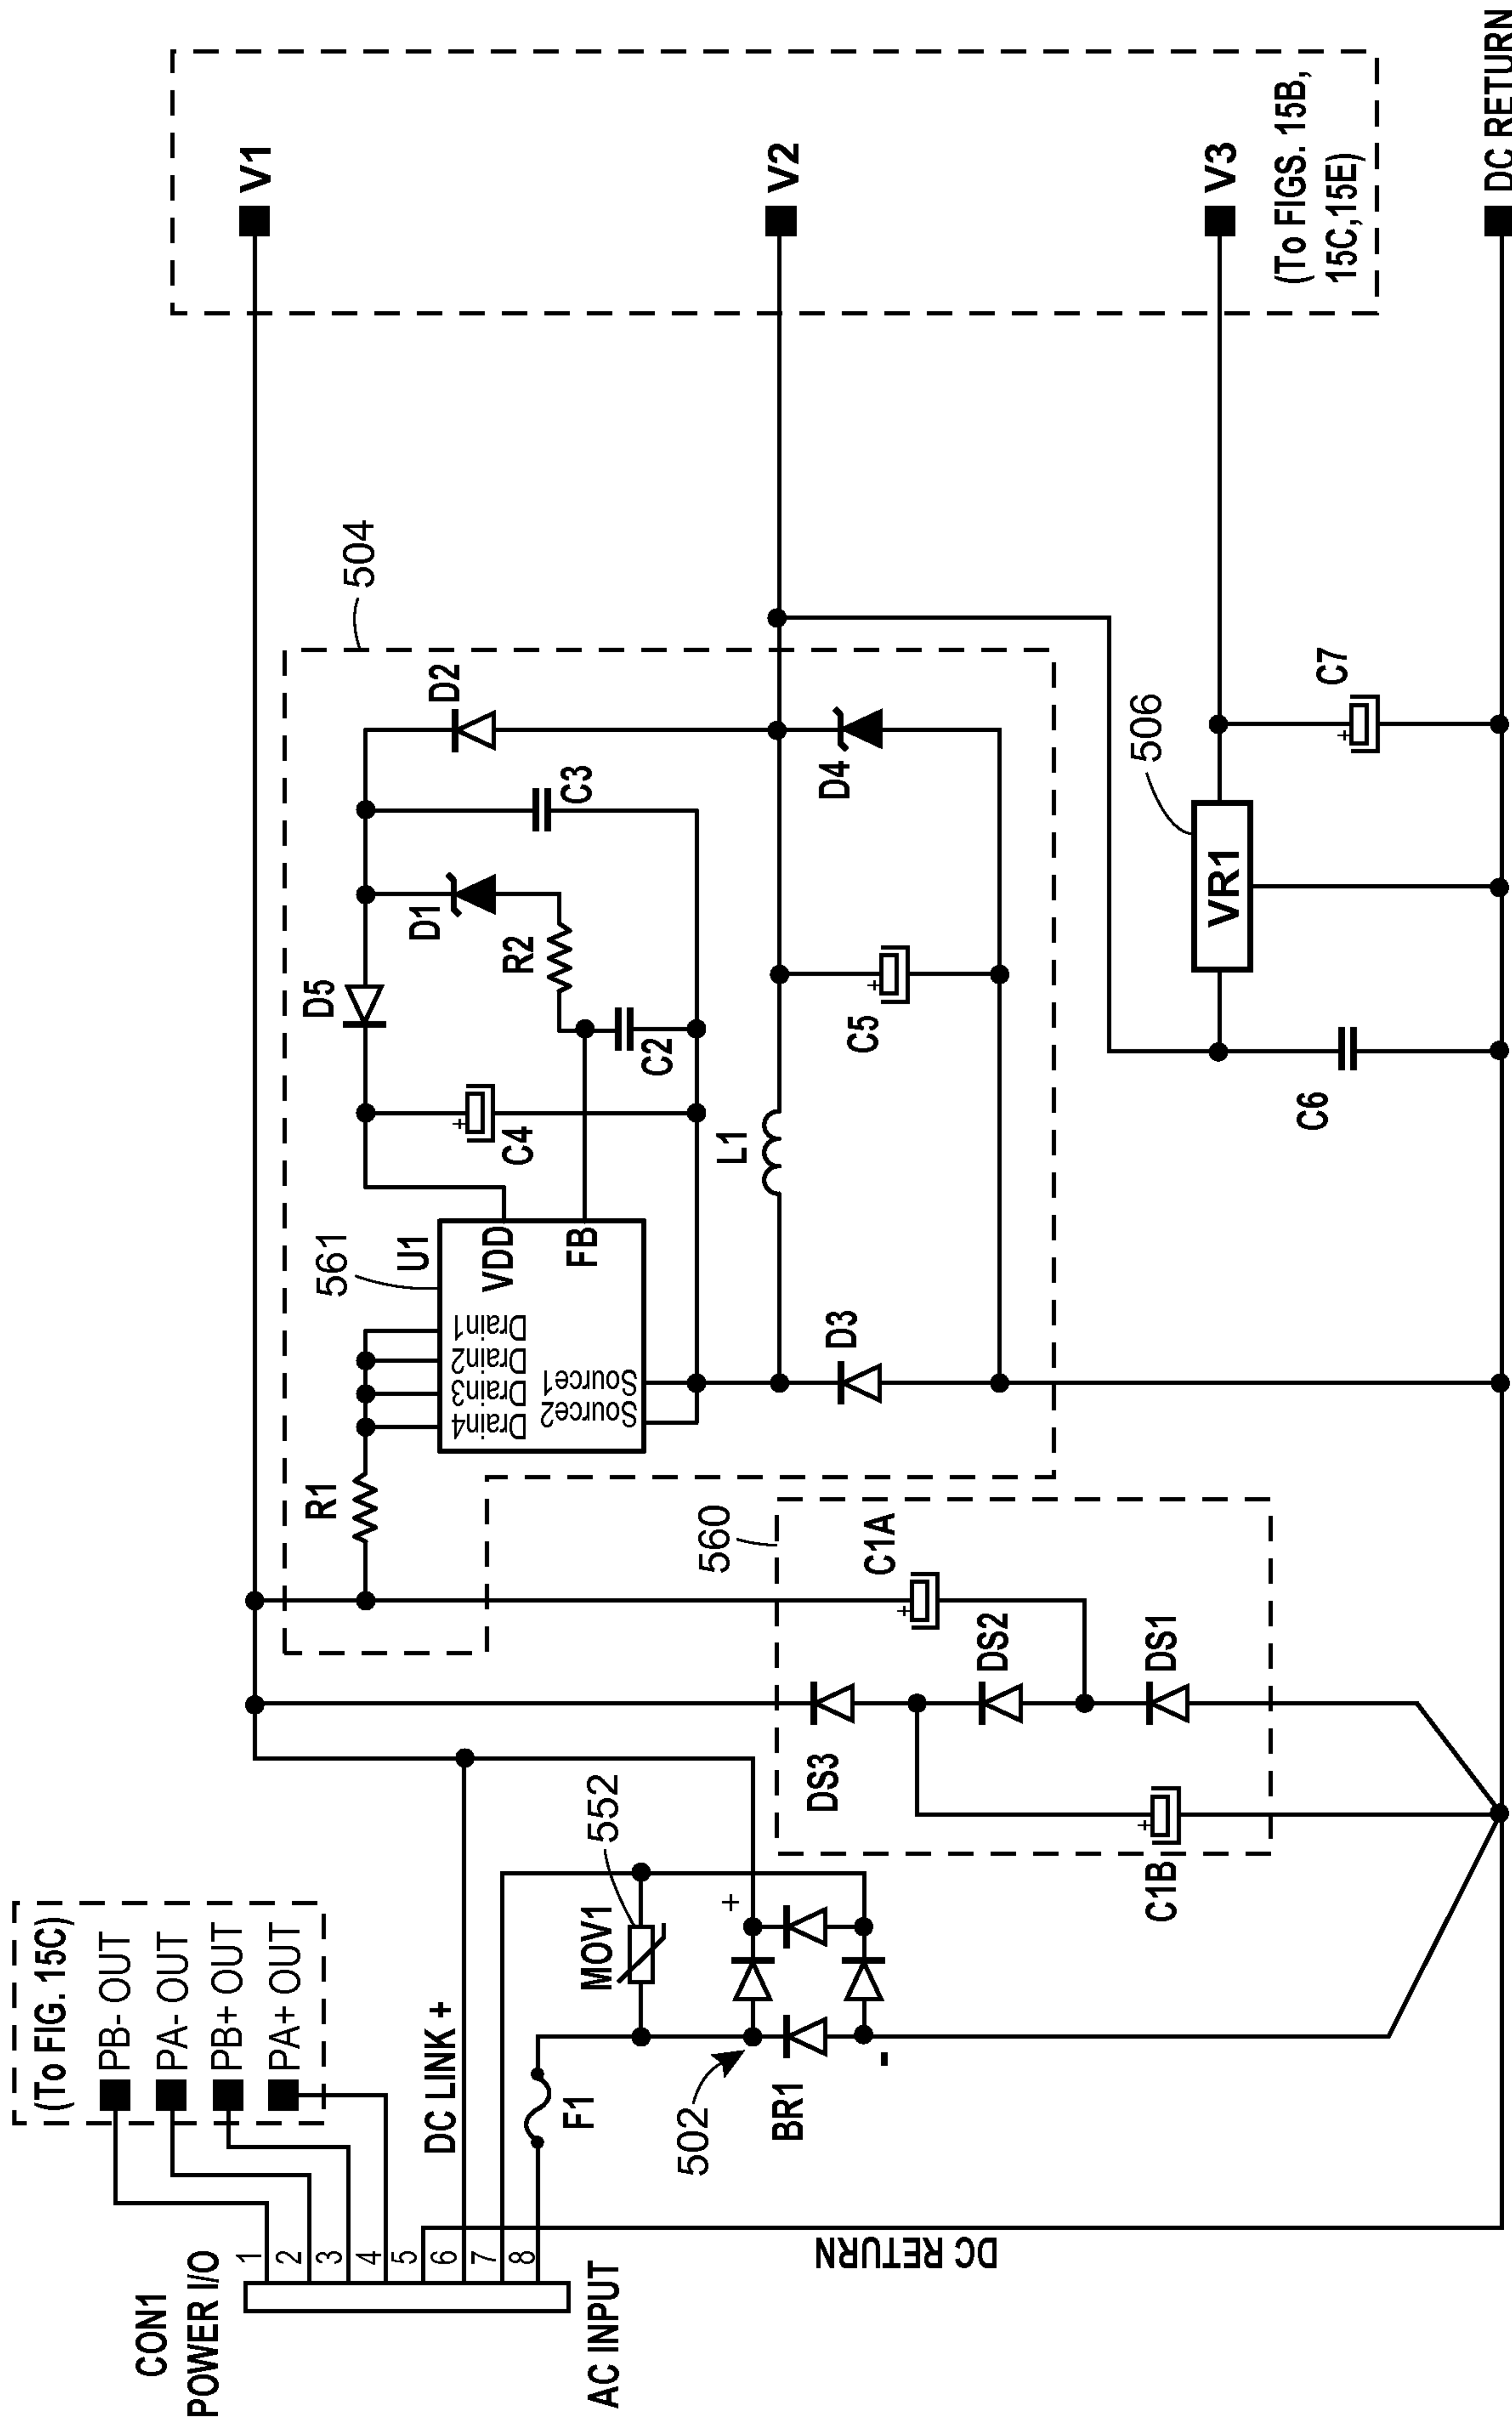 CON1
POWER I/O
1
2
3
4
5
6
7
8
AC INPUT
(To FIG. 15C)
PB- OUT
PA- OUT
PB+ OUT
PA+ OUT
DC LINK +
F1
MOV1
552
502
BR1
+
-
DC RETURN
560
DS3
DS2
DS1
C1A
+
C1B
+
504
R1
561
U1
VDD
FB
Drain1
Drain2
Drain3
Drain4
Source1
Source2
D5
D2
C4
+
D1
R2
C2
C3
L1
D3
C5
+
D4
506
VR1
C6
C7
+
V1
V2
V3
(To FIGS. 15B,
15C,15E)
DC RETURN